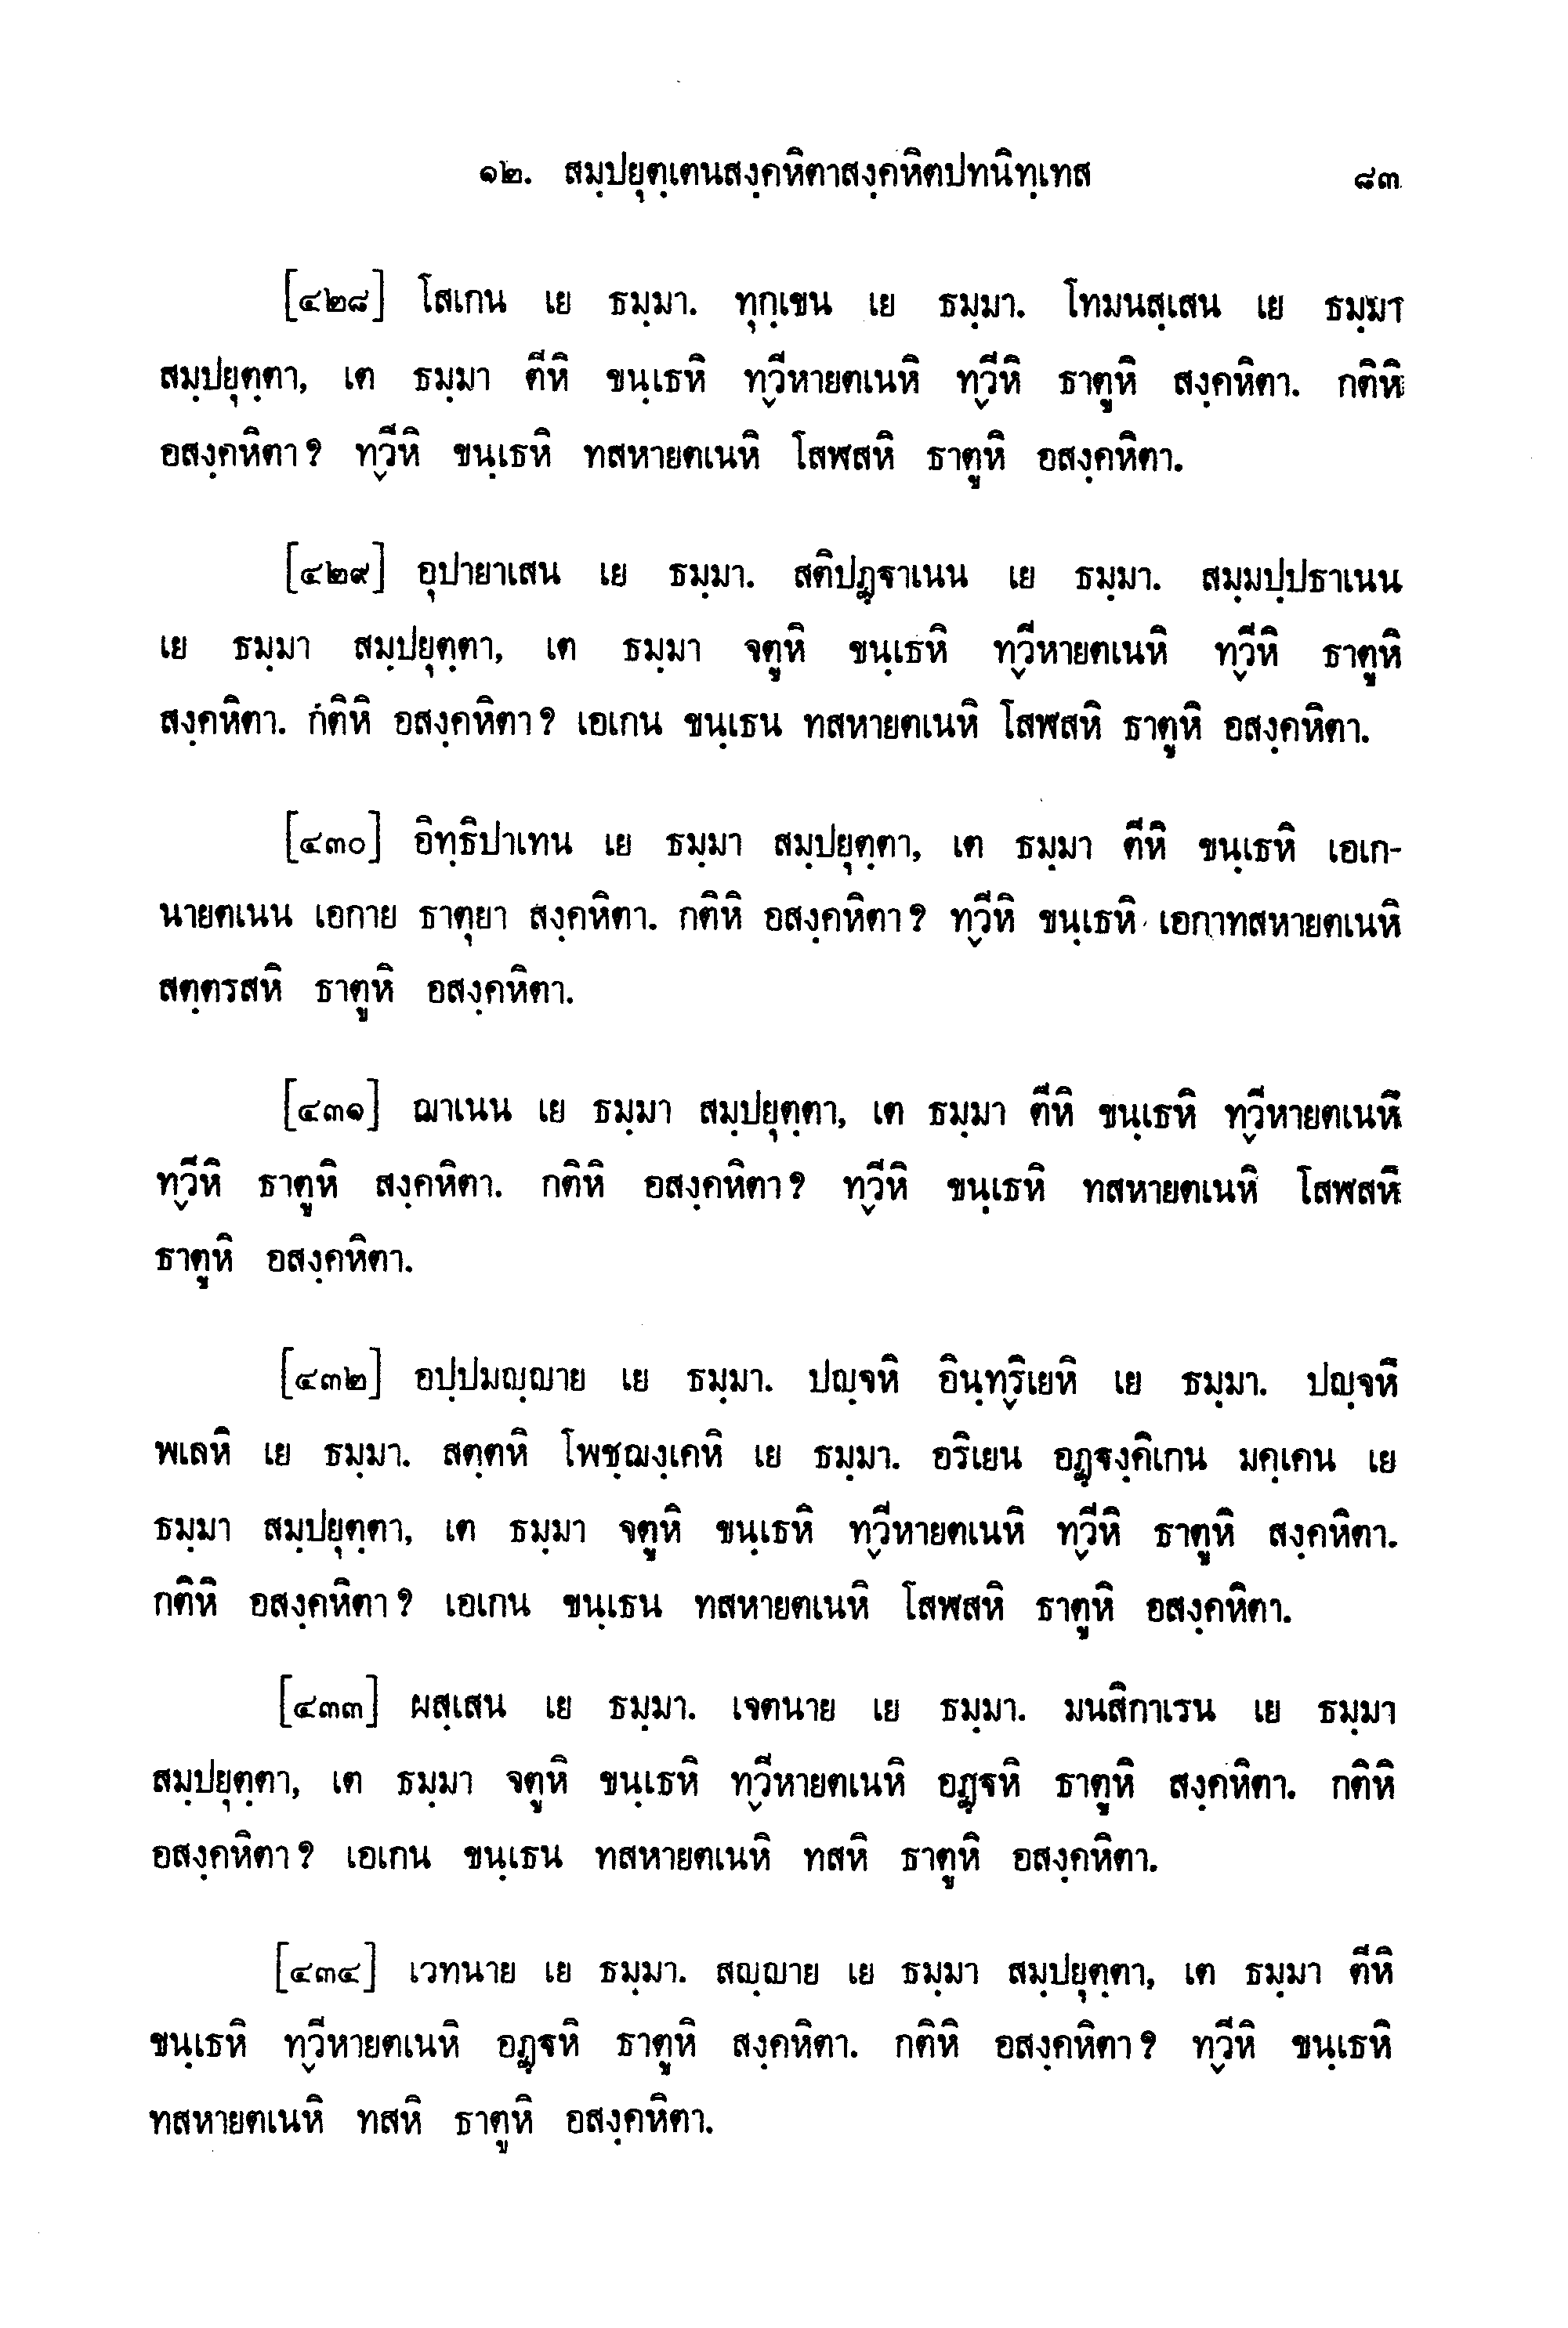 ๑๒. สมฺปยุตฺเตนสงฺคหิตาสงฺคหิตปทนิทฺเทส ๘๓
[๔๒๘] โสเกน เย ธมฺมา. ทุกฺเขน เย ธมฺมา. โทมนสฺเสน เย ธมฺมา
สมฺปยุตฺตา, เต ธมฺมา ตีหิ ขนฺเธหิ ทฺวีหายตเนหิ ทฺวีหิ ธาตูหิ สงฺคหิตา. กติหิ
อสงฺคหิตา? ทฺวีหิ ขนฺเธหิ ทสหายตเนหิ โสฬสหิ ธาตูหิ อสงฺคหิตา.
[๔๒๙] อุปายาเสน เย ธมฺมา. สติปฏฺฐาเนน เย ธมฺมา. สมฺมปฺปธาเนน
เย ธมฺมา สมฺปยุตฺตา, เต ธมฺมา จตูหิ ขนฺเธหิ ทฺวีหายตเนหิ ทฺวีหิ ธาตูหิ
สงฺคหิตา. กติหิ อสงฺคหิตา? เอเกน ขนฺเธน ทสหายตเนหิ โสฬสหิ ธาตูหิ อสงฺคหิตา.
[๔๓๐] อิทฺธิปาเทน เย ธมฺมา สมฺปยุตฺตา, เต ธมฺมา ตีหิ ขนฺเธหิ เอเก-
นายตเนน เอกาย ธาตุยา สงฺคหิตา. กติหิ อสงฺคหิตา? ทฺวีหิ ขนฺเธหิ เอกาทสหายตเนหิ
สตฺตรสหิ ธาตูหิ อสงฺคหิตา.
[๔๓๑] ฌาเนน เย ธมฺมา สมฺปยุตฺตา, เต ธมฺมา ตีหิ ขนฺเธหิ ทฺวีหายตเนหิ
ทฺวีหิ ธาตูหิ สงฺคหิตา. กติหิ อสงฺคหิตา? ทฺวีหิ ขนฺเธหิ ทสหายตเนหิ โสฬสหิ
ธาตูหิ อสงฺคหิตา.
[๔๓๒] อปฺปมญฺญาย เย ธมฺมา. ปญฺจหิ อินฺทฺริเยหิ เย ธมฺมา. ปญฺจหิ
พเลหิ เย ธมฺมา. สตฺตหิ โพชฺฌงฺเคหิ เย ธมฺมา. อริเยน อฏฺฐงฺคิเกน มคฺเคน เย
ธมฺมา สมฺปยุตฺตา, เต ธมฺมา จตูหิ ขนฺเธหิ ทฺวีหายตเนหิ ทฺวีหิ ธาตูหิ สงฺคหิตา.
กติหิ อสงฺคหิตา? เอเกน ขนฺเธน ทสหายตเนหิ โสฬสหิ ธาตูหิ อสงฺคหิตา.
[๔๓๓] ผสฺเสน เย ธมฺมา. เจตนาย เย ธมฺมา. มนสิกาเรน เย ธมฺมา
สมฺปยุตฺตา, เต ธมฺมา จตูหิ ขนฺเธหิ ทฺวีหายตเนหิ อฏฺฐหิ ธาตูหิ สงฺคหิตา. กติหิ
อสงฺคหิตา? เอเกน ขนฺเธน ทสหายตเนหิ ทสหิ ธาตูหิ อสงฺคหิตา.
[๔๓๔] เวทนาย เย ธมฺมา. สญฺญาย เย ธมฺมา สมฺปยุตฺตา, เต ธมฺมา ตีหิ
ขนฺเธหิ ทฺวีหายตเนหิ อฏฺฐหิ ธาตูหิ สงฺคหิตา. กติหิ อสงฺคหิตา? ทฺวีหิ ขนฺเธหิ
ทสหายตเนหิ ทสหิ ธาตูหิ อสงฺคหิตา.